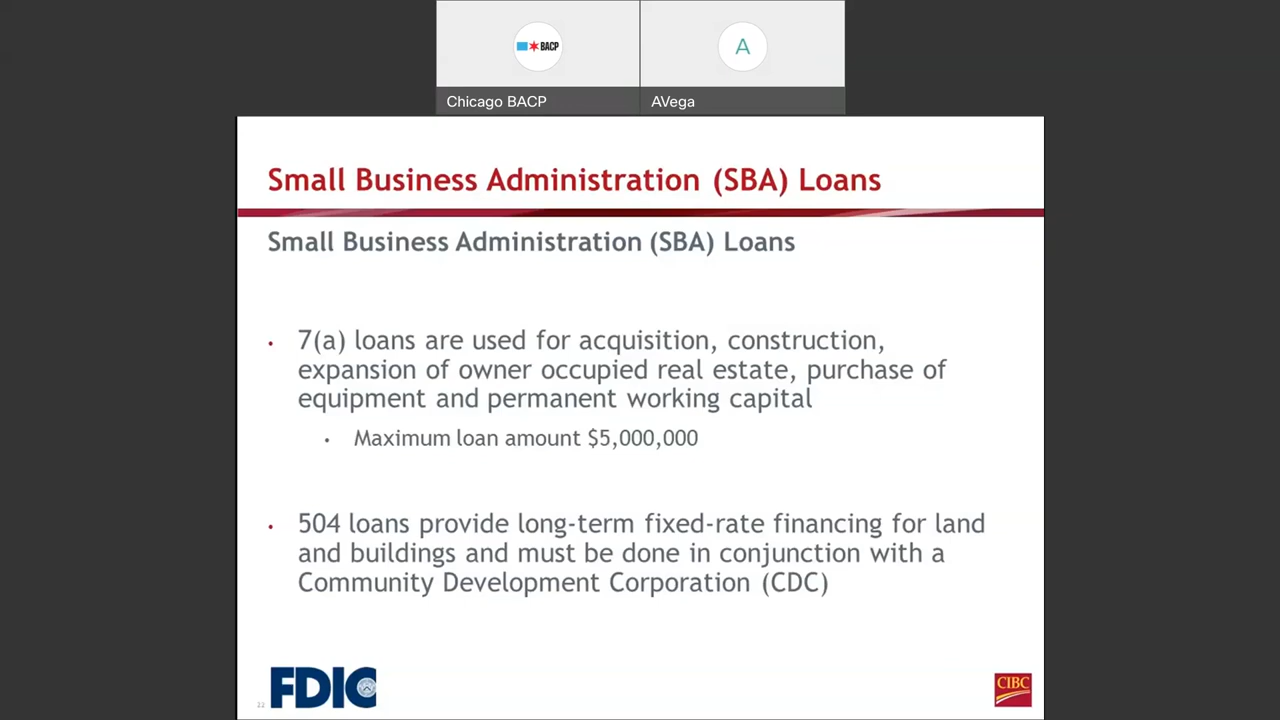 BACP
A
Chicago BACP
AVega
Small Business Administration (SBA) Loans
Small Business Administration (SBA) Loans
• 7(a) loans are used for acquisition, construction,
expansion of owner occupied real estate, purchase of
equipment and permanent working capital
• Maximum loan amount $5,000,000
• 504 loans provide long-term fixed-rate financing for land
and buildings and must be done in conjunction with a
Community Development Corporation (CDC)
22
FDIC
CIBC